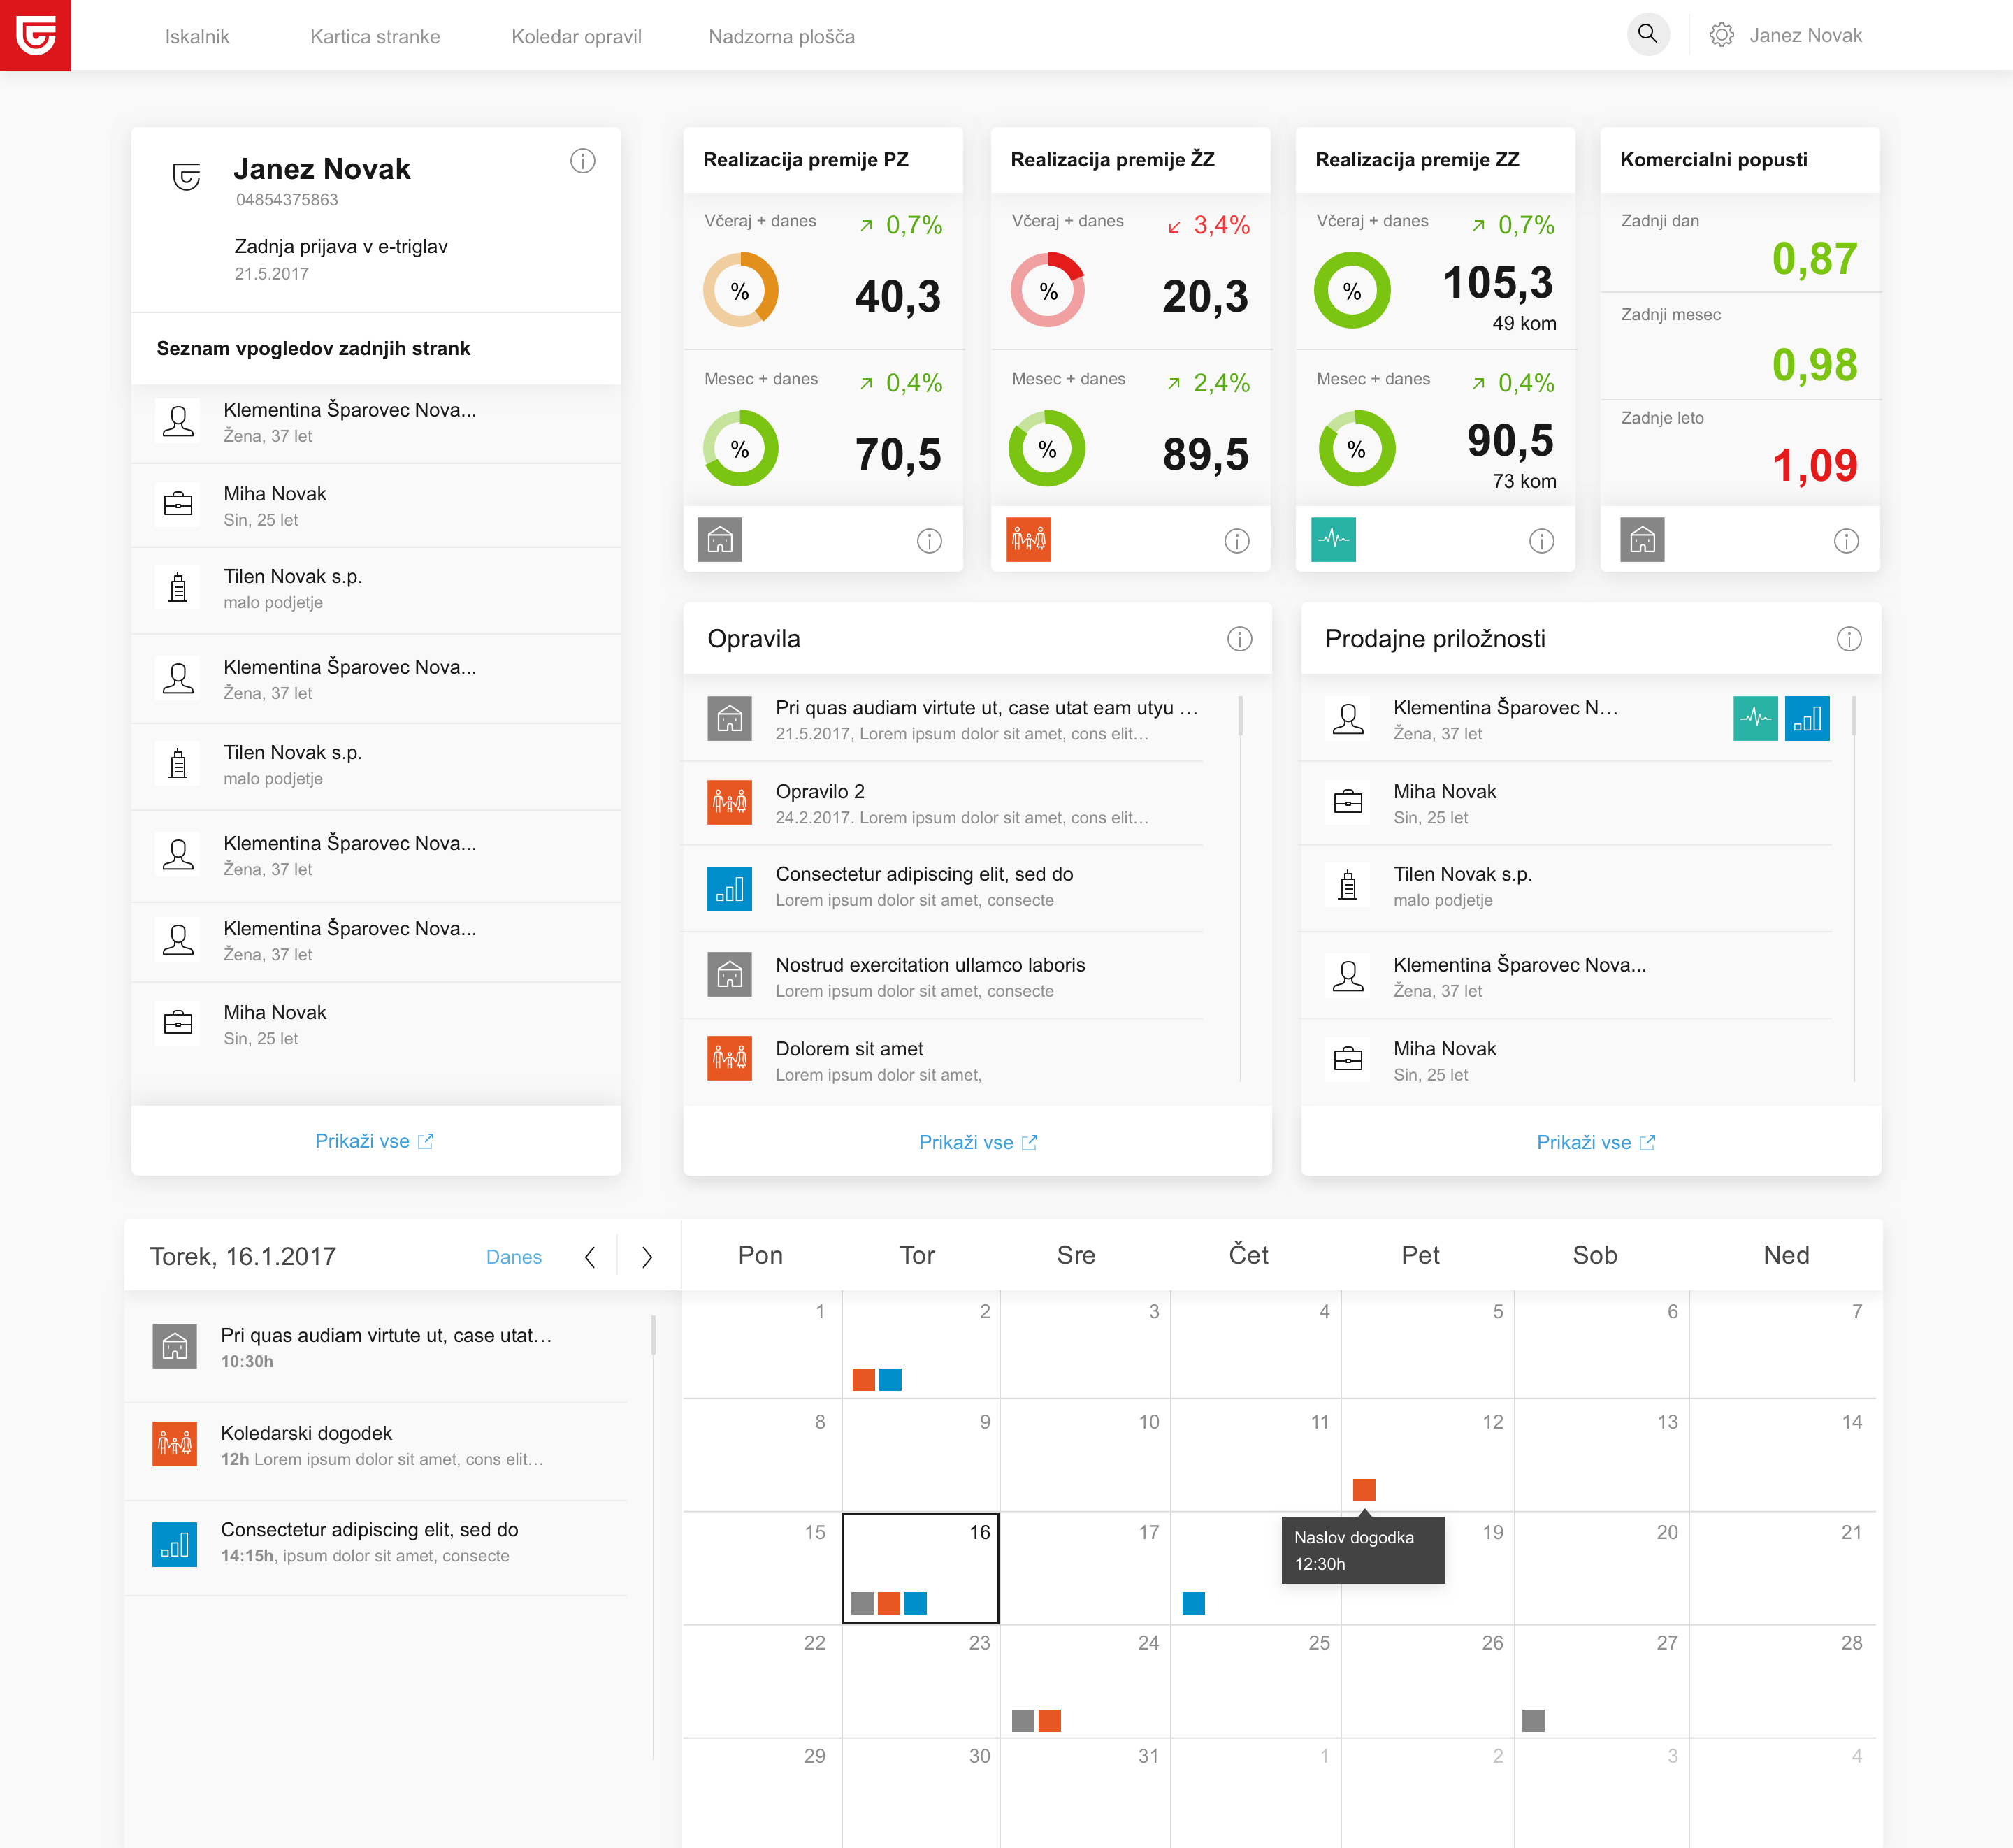 Iskalnik
Kartica stranke
Koledar opravil
Nadzorna plošča
Janez Novak
Janez Novak
04854375863
Zadnja prijava v e-triglav
21.5.2017
Seznam vpogledov zadnjih strank
Klementina Šparovec Nova...
Žena, 37 let
Miha Novak
Sin, 25 let
Tilen Novak s.p.
malo podjetje
Klementina Šparovec Nova...
Žena, 37 let
Tilen Novak s.p.
malo podjetje
Klementina Šparovec Nova...
Žena, 37 let
Klementina Šparovec Nova...
Žena, 37 let
Miha Novak
Sin, 25 let
Prikaži vse
Realizacija premije PZ
Včeraj + danes
0,7%
%
40,3
Mesec + danes
0,4%
%
70,5
Realizacija premije ŽZ
Včeraj + danes
3,4%
%
20,3
Mesec + danes
2,4%
%
89,5
Realizacija premije ZZ
Včeraj + danes
0,7%
%
105,3
49 kom
Mesec + danes
0,4%
%
90,5
73 kom
Komercialni popusti
Zadnji dan
0,87
Zadnji mesec
0,98
Zadnje leto
1,09
Opravila
Pri quas audiam virtute ut, case utat eam utyu ...
21.5.2017, Lorem ipsum dolor sit amet, cons elit...
Opravilo 2
24.2.2017. Lorem ipsum dolor sit amet, cons elit...
Consectetur adipiscing elit, sed do
Lorem ipsum dolor sit amet, consecte
Nostrud exercitation ullamco laboris
Lorem ipsum dolor sit amet, consecte
Dolorem sit amet
Lorem ipsum dolor sit amet,
Prikaži vse
Prodajne priložnosti
Klementina Šparovec N...
Žena, 37 let
Miha Novak
Sin, 25 let
Tilen Novak s.p.
malo podjetje
Klementina Šparovec Nova...
Žena, 37 let
Miha Novak
Sin, 25 let
Prikaži vse
Torek, 16.1.2017
Danes
Pri quas audiam virtute ut, case utat...
10:30h
Koledarski dogodek
12h Lorem ipsum dolor sit amet, cons elit...
Consectetur adipiscing elit, sed do
14:15h, ipsum dolor sit amet, consecte
Pon Tor Sre Čet Pet Sob Ned
1 2 3 4 5 6 7
8 9 10 11 12 13 14
15 16 17 19 20 21
Naslov dogodka
12:30h
22 23 24 25 26 27 28
29 30 31 1 2 3 4